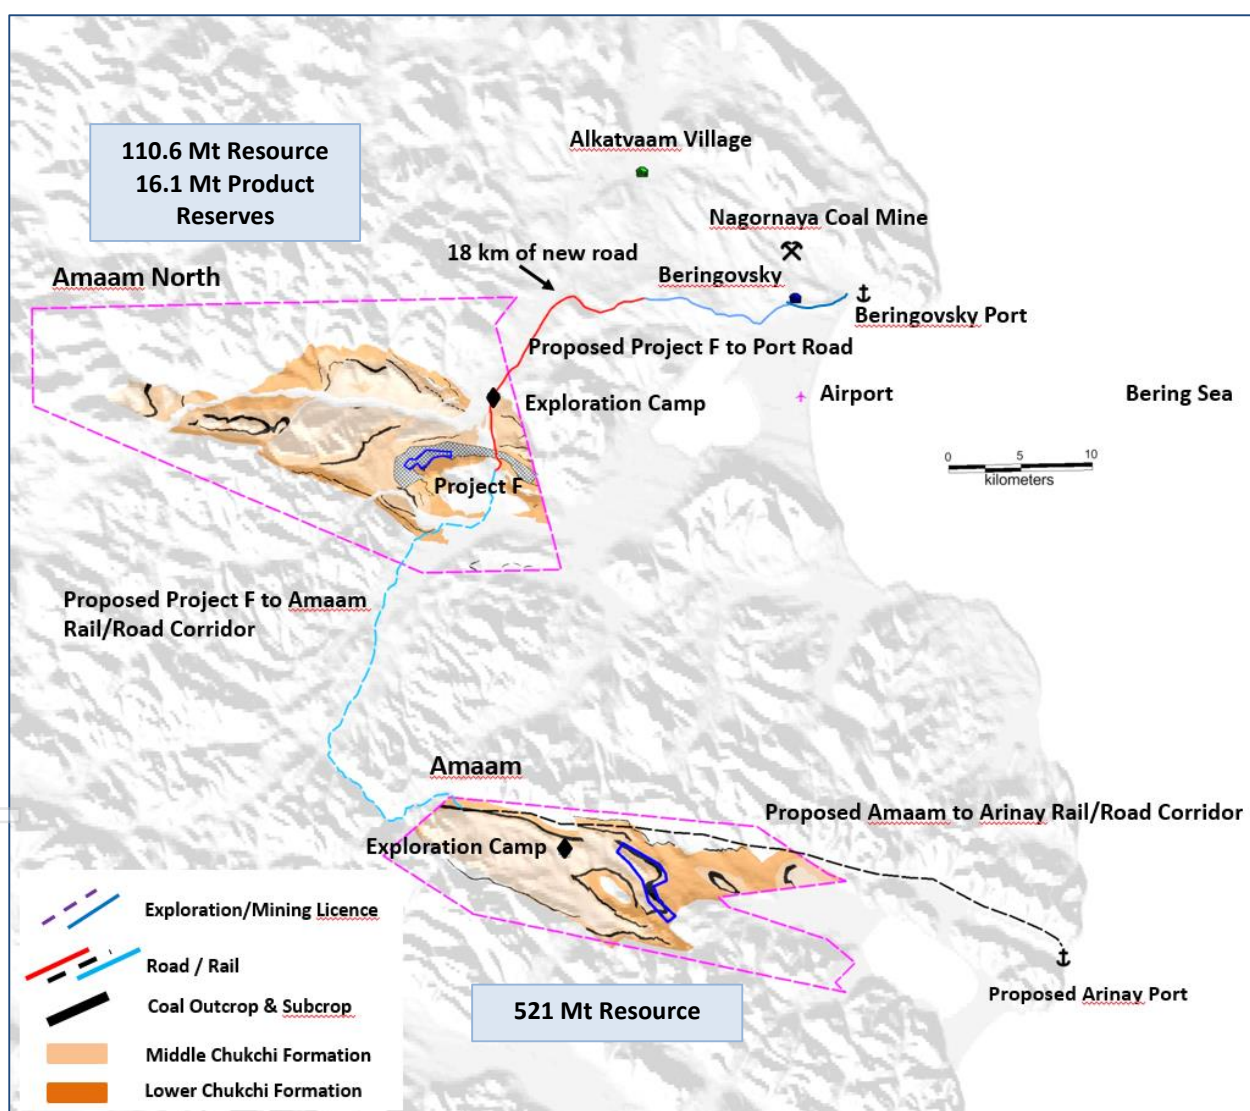 110.6 Mt Resource
16.1 Mt Product
Reserves
Alkatvaam Village
Nagornaya Coal Mine
18 km of new road
Beringovsky
Amaam North
Beringovsky Port
Proposed Project F to Port Road
Airport
Bering Sea
Exploration Camp
0 5 10
kilometers
Project F
Proposed Project F to Amaam
Rail/Road Corridor
Amaam
Proposed Amaam to Arinay Rail/Road Corridor
Exploration Camp
Exploration/Mining Licence
Road / Rail
Coal Outcrop & Subcrop
Middle Chukchi Formation
Lower Chukchi Formation
521 Mt Resource
Proposed Arinay Port